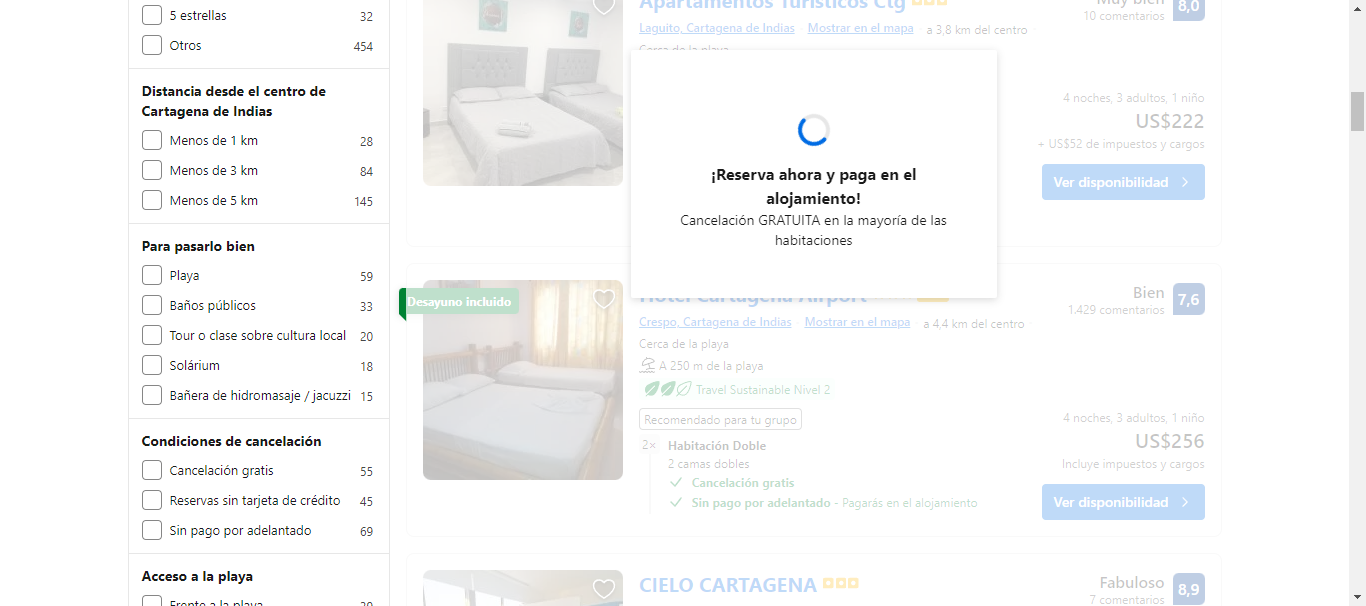 5 estrellas 32
Otros 454
Distancia desde el centro de
Cartagena de Indias
Menos de 1 km 28
Menos de 3 km 84
Menos de 5 km 145
Para pasarlo bien
Playa 59
Baños públicos 33
Tour o clase sobre cultura local 20
Solárium 18
Bañera de hidromasaje / jacuzzi 15
Condiciones de cancelación
Cancelación gratis 55
Reservas sin tarjeta de crédito 45
Sin pago por adelantado 69
Acceso a la playa
Frente a la playa 20
Apartamentos Turisticos Ctg
Muy bien
10 comentarios
8,0
Laguito, Cartagena de Indias Mostrar en el mapa a 3,8 km del centro
Cerca de la playa
4 noches, 3 adultos, 1 niño
US$222
+ US$52 de impuestos y cargos
Ver disponibilidad
¡Reserva ahora y paga en el
alojamiento!
Cancelación GRATUITA en la mayoría de las
habitaciones
Desayuno incluido
Hotel Cartagena Airport
Bien
1.429 comentarios
7,6
Crespo, Cartagena de Indias Mostrar en el mapa a 4,4 km del centro
Cerca de la playa
A 250 m de la playa
Travel Sustainable Nivel 2
Recomendado para tu grupo
2× Habitación Doble
2 camas dobles
Cancelación gratis
Sin pago por adelantado - Pagarás en el alojamiento
4 noches, 3 adultos, 1 niño
US$256
Incluye impuestos y cargos
Ver disponibilidad
CIELO CARTAGENA
Fabuloso
7 comentarios
8,9